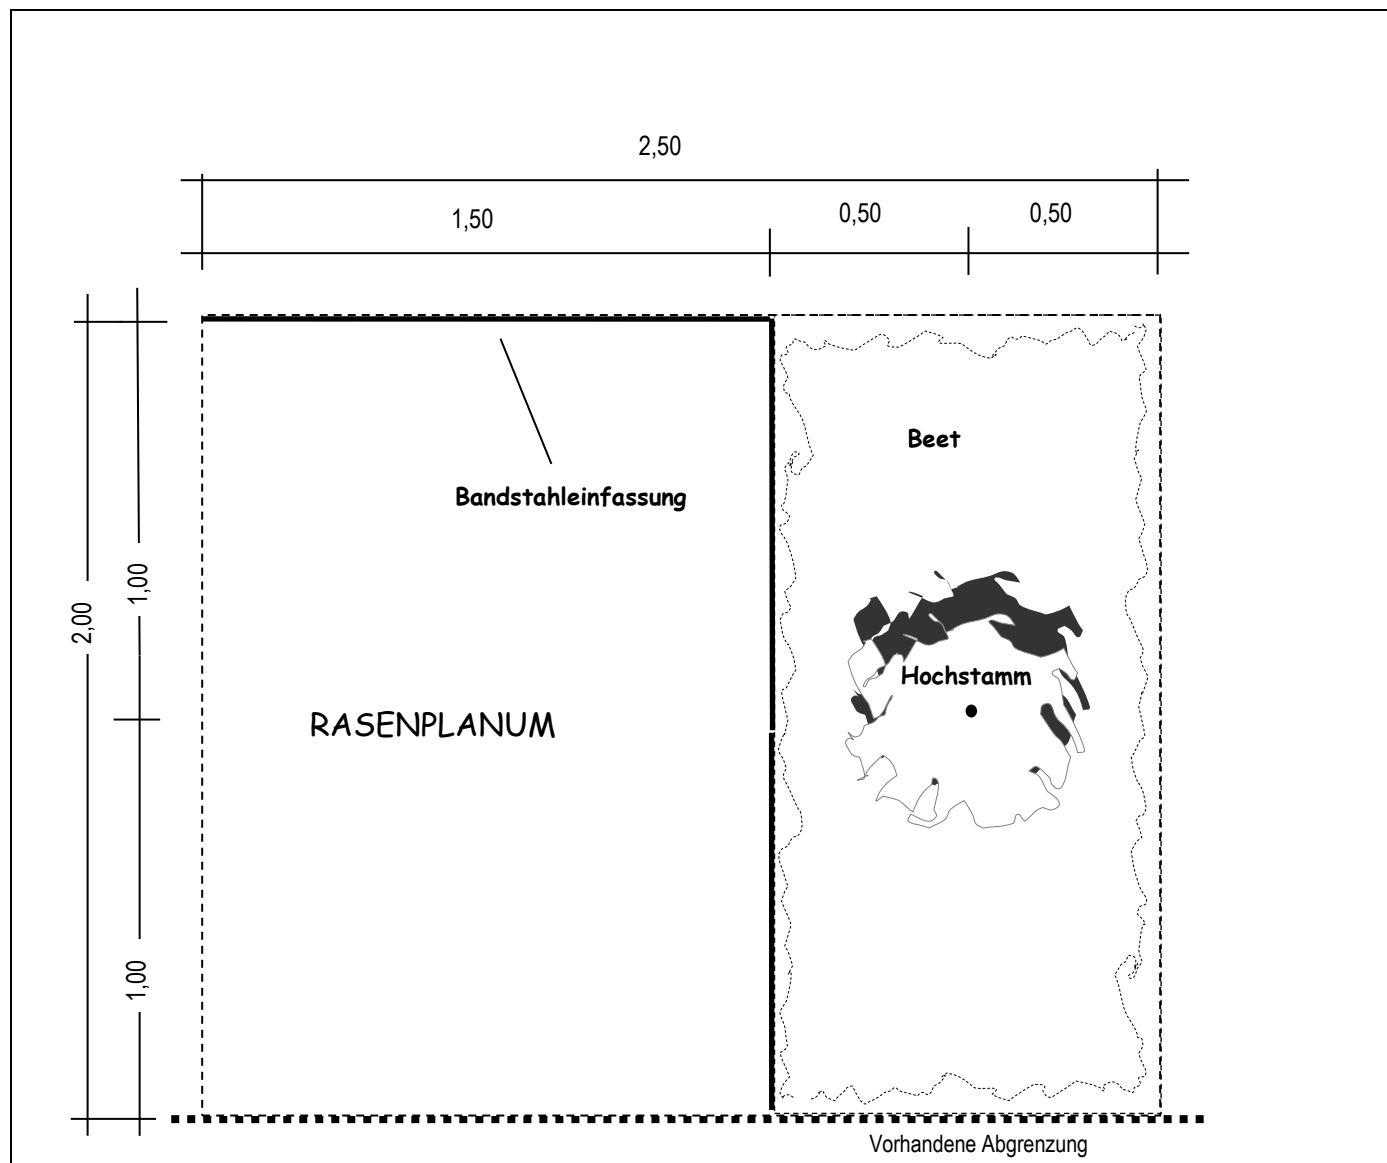 2,50
1,50
0,50
0,50
Beet
Bandstahleinfassung
1,00
2,00
Hochstamm
RASENPLANUM
1,00
Vorhandene Abgrenzung